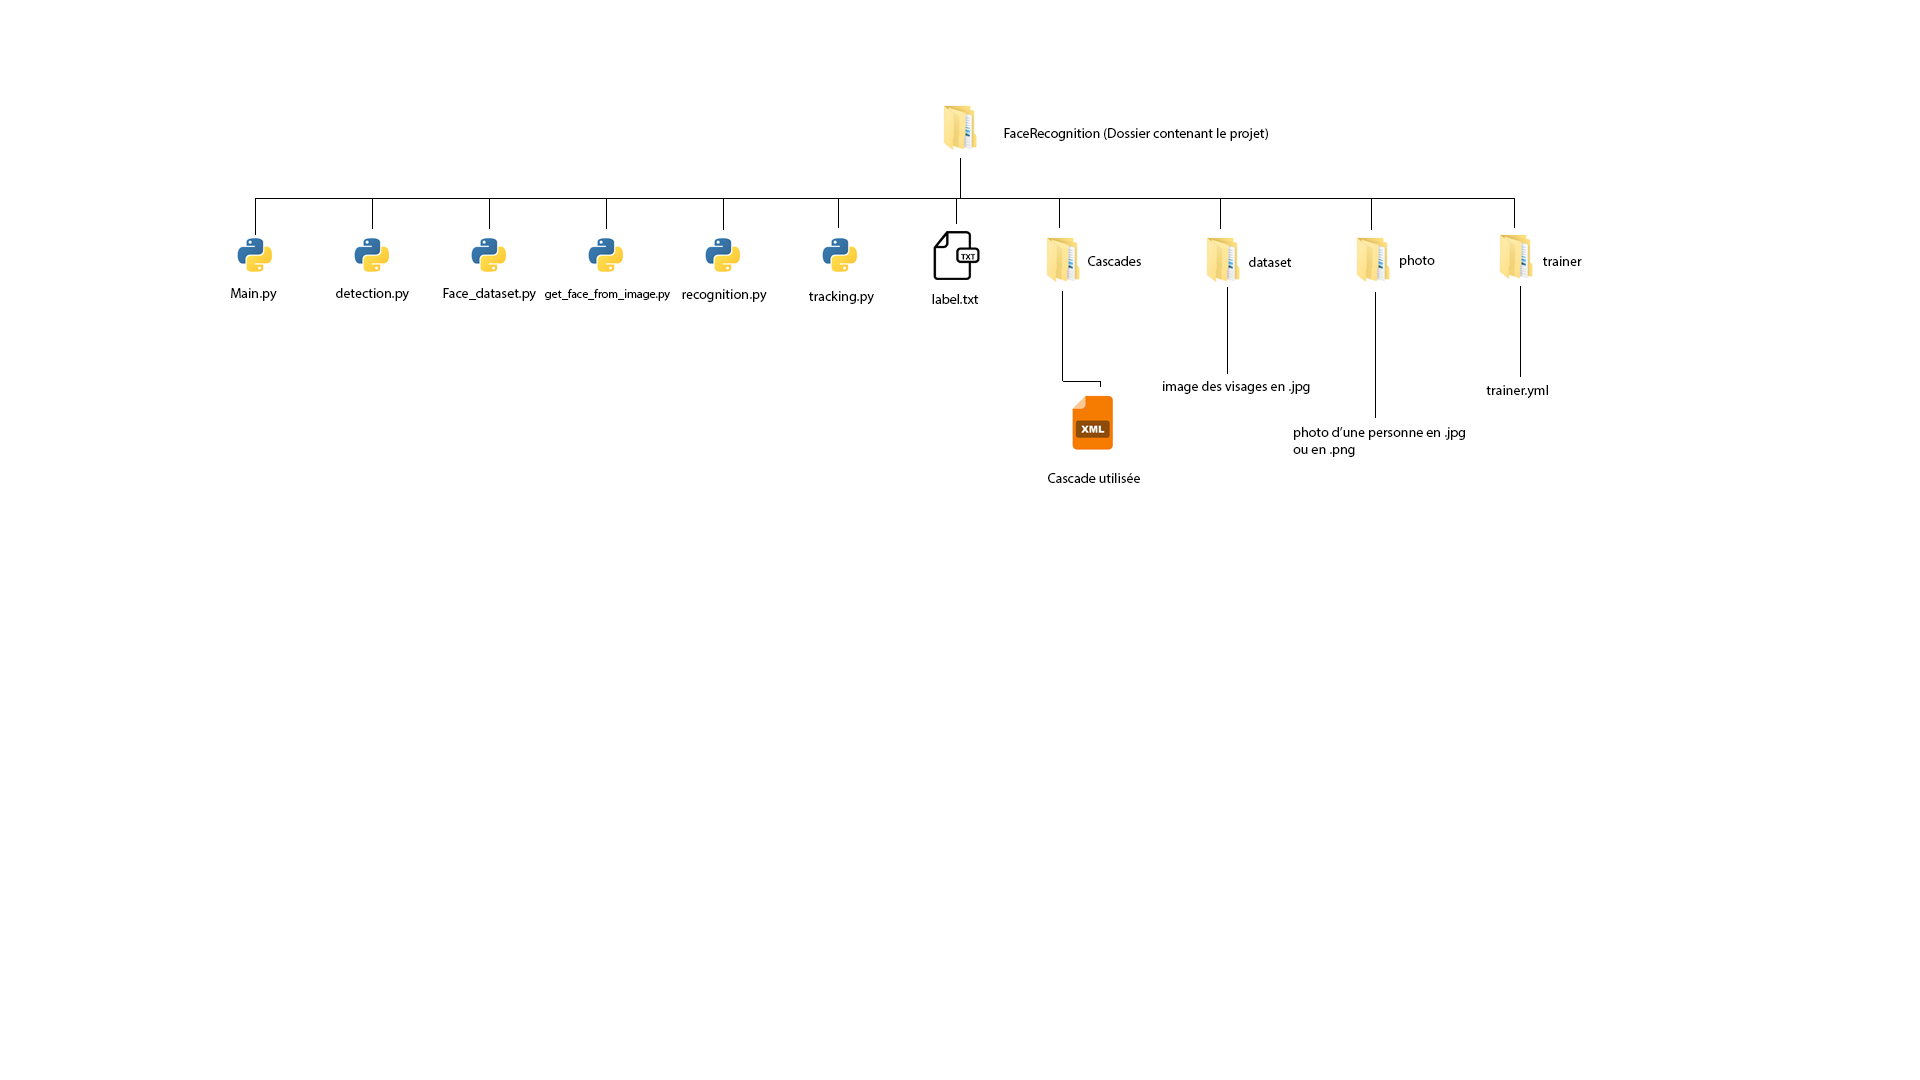 FaceRecognition (Dossier contenant le projet)
Main.py
detection.py
Face_dataset.py
get_face_from_image.py
recognition.py
tracking.py
TXT
label.txt
Cascades
dataset
photo
trainer
XML
Cascade utilisée
image des visages en .jpg
photo d’une personne en .jpg
ou en .png
trainer.yml